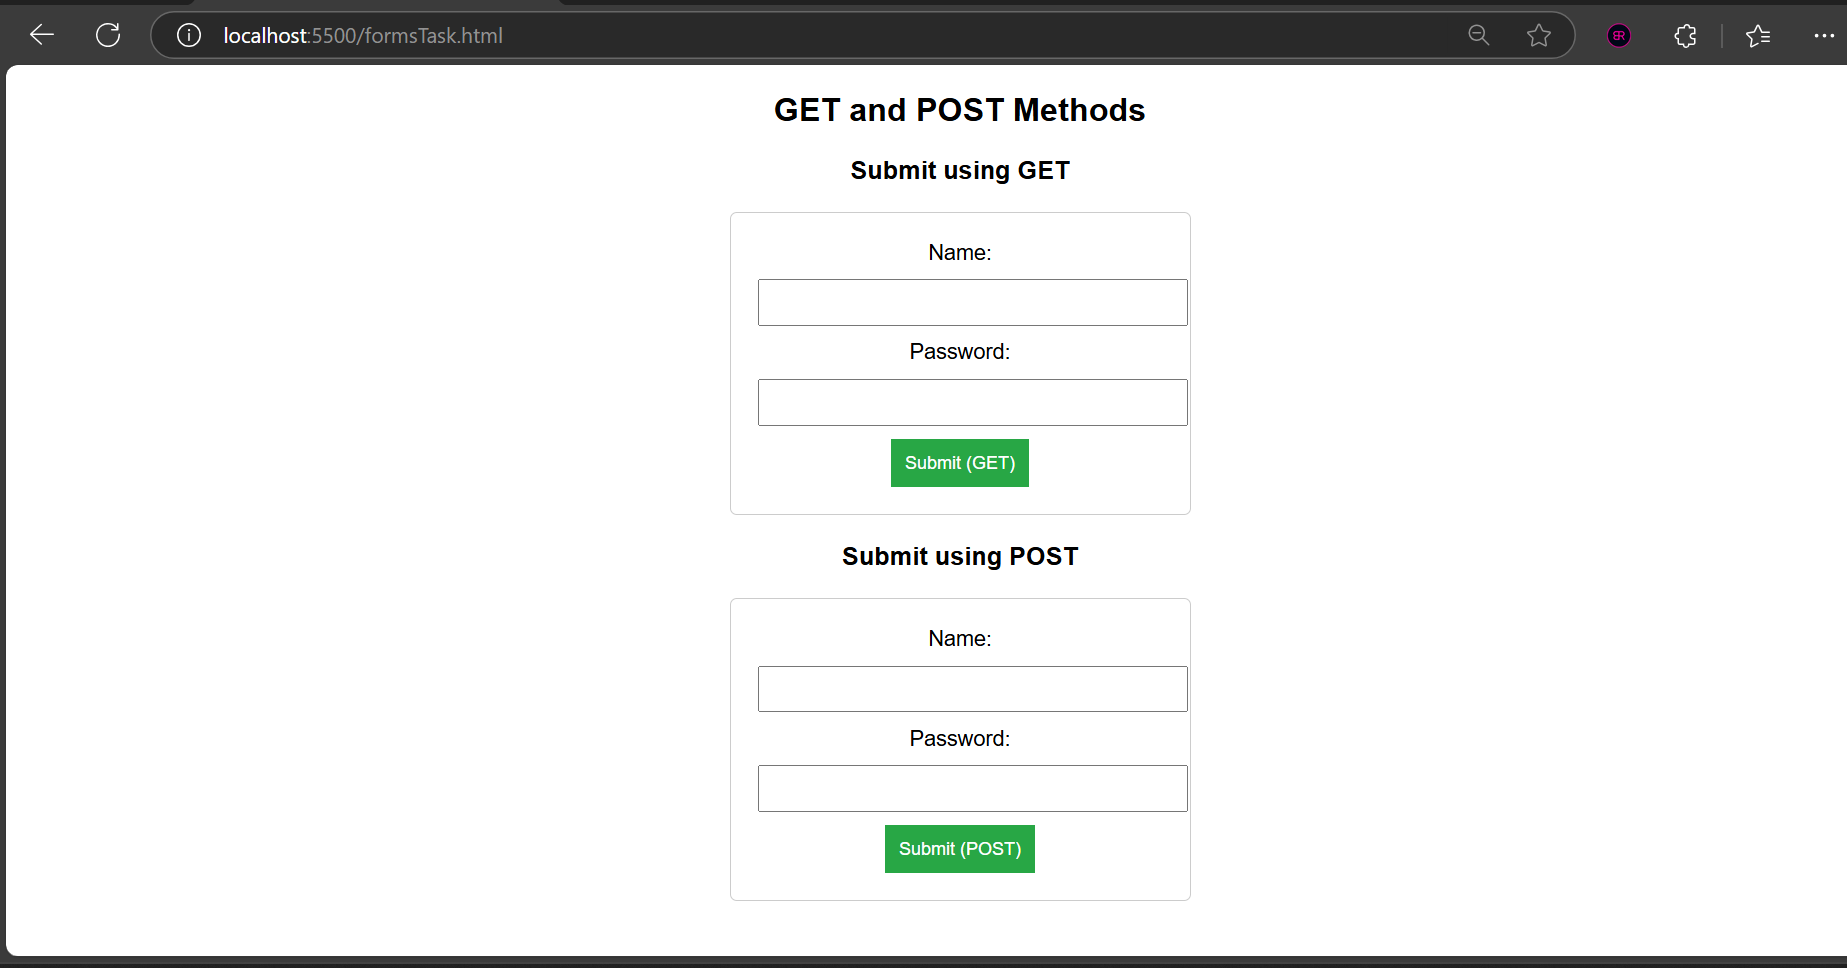 localhost:5500/formsTask.html
GET and POST Methods
Submit using GET
Name:
Password:
Submit (GET)
Submit using POST
Name:
Password:
Submit (POST)